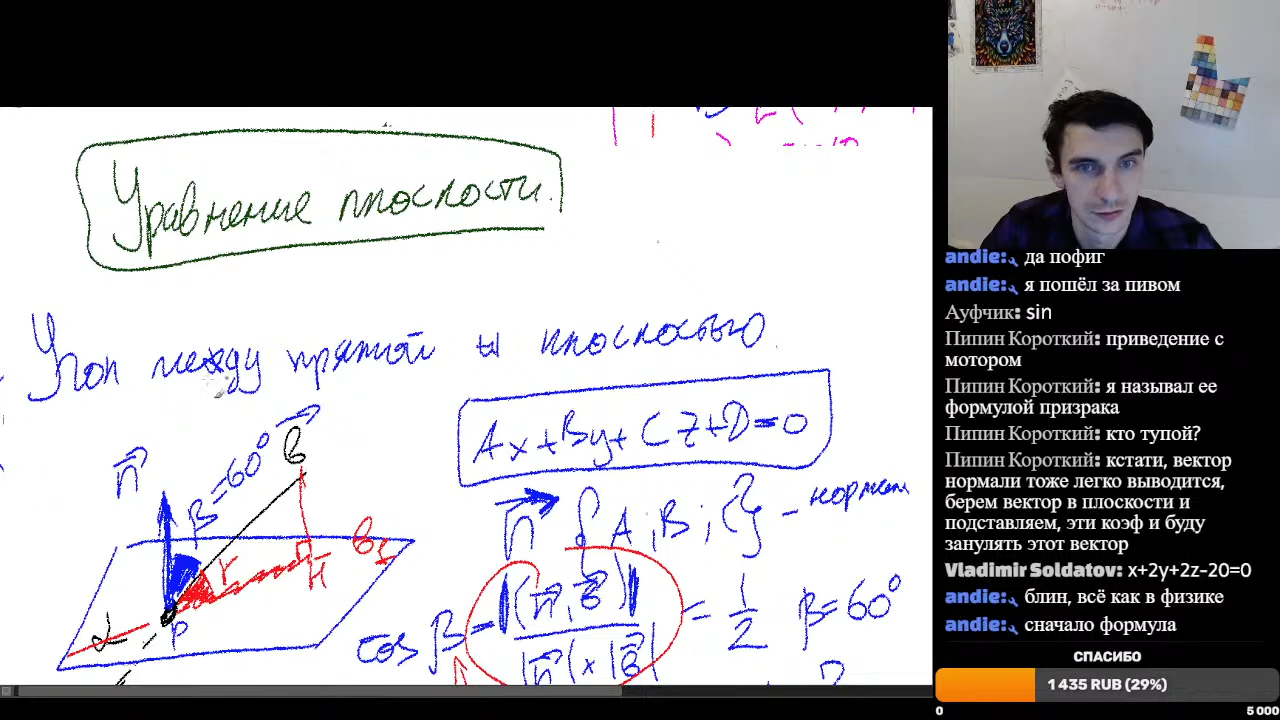 Уравнение плоскости.
Угол между прямой и плоскостью.
Ax+By+Cz+D=0
n
β=60°
n {A;B;C} - нормали
P
H
cos β = |(n,в)| / |n|×|в| = 1/2 β=60°
andie: да пофиг
andie: я пошёл за пивом
Ауфчик: sin
Пипин Короткий: приведение с
мотором
Пипин Короткий: я называл ее
формулой призрака
Пипин Короткий: кто тупой?
Пипин Короткий: кстати, вектор
нормали тоже легко выводится,
берем вектор в плоскости и
подставляем, эти коэф и буду
занулять этот вектор
Vladimir Soldatov: x+2y+2z-20=0
andie: блин, всё как в физике
andie: сначало формула
СПАСИБО
1 435 RUB (29%)
0
5 000